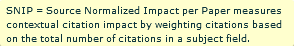 SNIP = Source Normalized Impact per Paper measures
contextual citation impact by weighting citations based
on the total number of citations in a subject field.